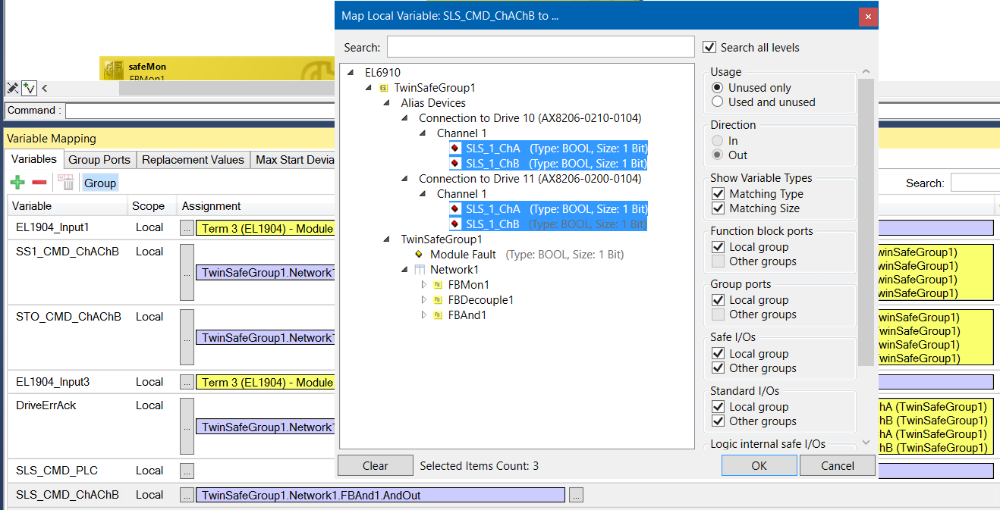 Map Local Variable: SLS_CMD_ChAChB to ...
Search:
Search all levels
safeMon
FBMon1
Command :
Variable Mapping
Variables
Group Ports
Replacement Values
Max Start Devia
Group
Search:
Variable
Scope
Assignment
EL1904_Input1
Local
...
Term 3 (EL1904) - Module
SS1_CMD_ChAChB
Local
...
TwinSafeGroup1.Network1
winSafeGroup1)
winSafeGroup1)
winSafeGroup1)
winSafeGroup1)
STO_CMD_ChAChB
Local
...
TwinSafeGroup1.Network1
winSafeGroup1)
winSafeGroup1)
winSafeGroup1)
winSafeGroup1)
EL1904_Input3
Local
...
Term 3 (EL1904) - Module
DriveErrAck
Local
...
TwinSafeGroup1.Network1
hA (TwinSafeGroup1)
hB (TwinSafeGroup1)
hA (TwinSafeGroup1)
hB (TwinSafeGroup1)
SLS_CMD_PLC
Local
...
SLS_CMD_ChAChB
Local
...
TwinSafeGroup1.Network1.FBAnd1.AndOut
...
EL6910
TwinSafeGroup1
Alias Devices
Connection to Drive 10 (AX8206-0210-0104)
Channel 1
SLS_1_ChA (Type: BOOL, Size: 1 Bit)
SLS_1_ChB (Type: BOOL, Size: 1 Bit)
Connection to Drive 11 (AX8206-0200-0104)
Channel 1
SLS_1_ChA (Type: BOOL, Size: 1 Bit)
SLS_1_ChB (Type: BOOL, Size: 1 Bit)
TwinSafeGroup1
Module Fault (Type: BOOL, Size: 1 Bit)
Network1
FBMon1
FBDecouple1
FBAnd1
Usage
Unused only
Used and unused
Direction
In
Out
Show Variable Types
Matching Type
Matching Size
Function block ports
Local group
Other groups
Group ports
Local group
Other groups
Safe I/Os
Local group
Other groups
Standard I/Os
Local group
Other groups
Logic internal safe I/Os
Clear
Selected Items Count: 3
OK
Cancel